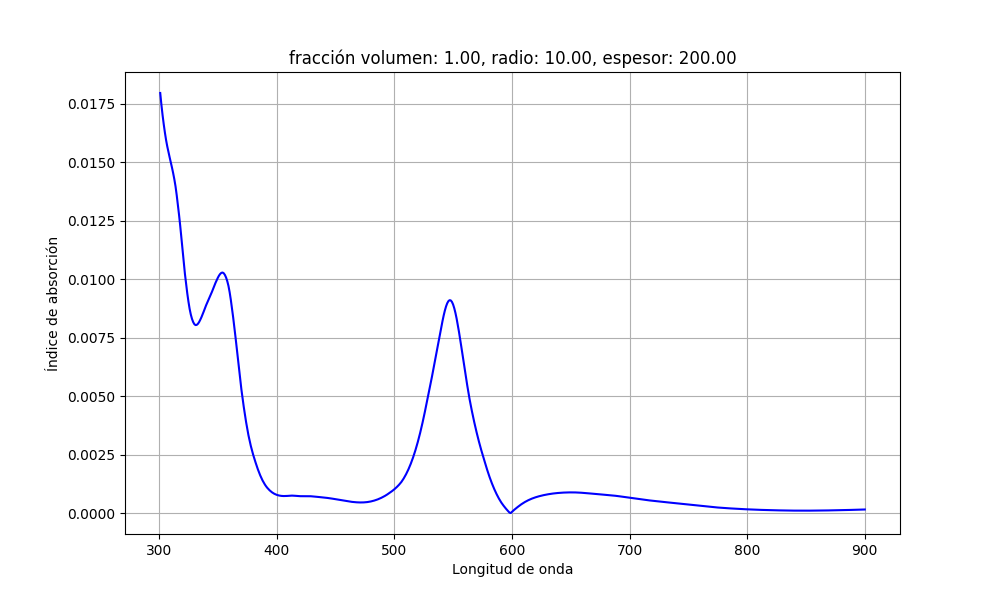 fracción volumen: 1.00, radio: 10.00, espesor: 200.00
0.0175
0.0150
0.0125
0.0100
0.0075
0.0050
0.0025
0.0000
Índice de absorción
300 400 500 600 700 800 900
Longitud de onda